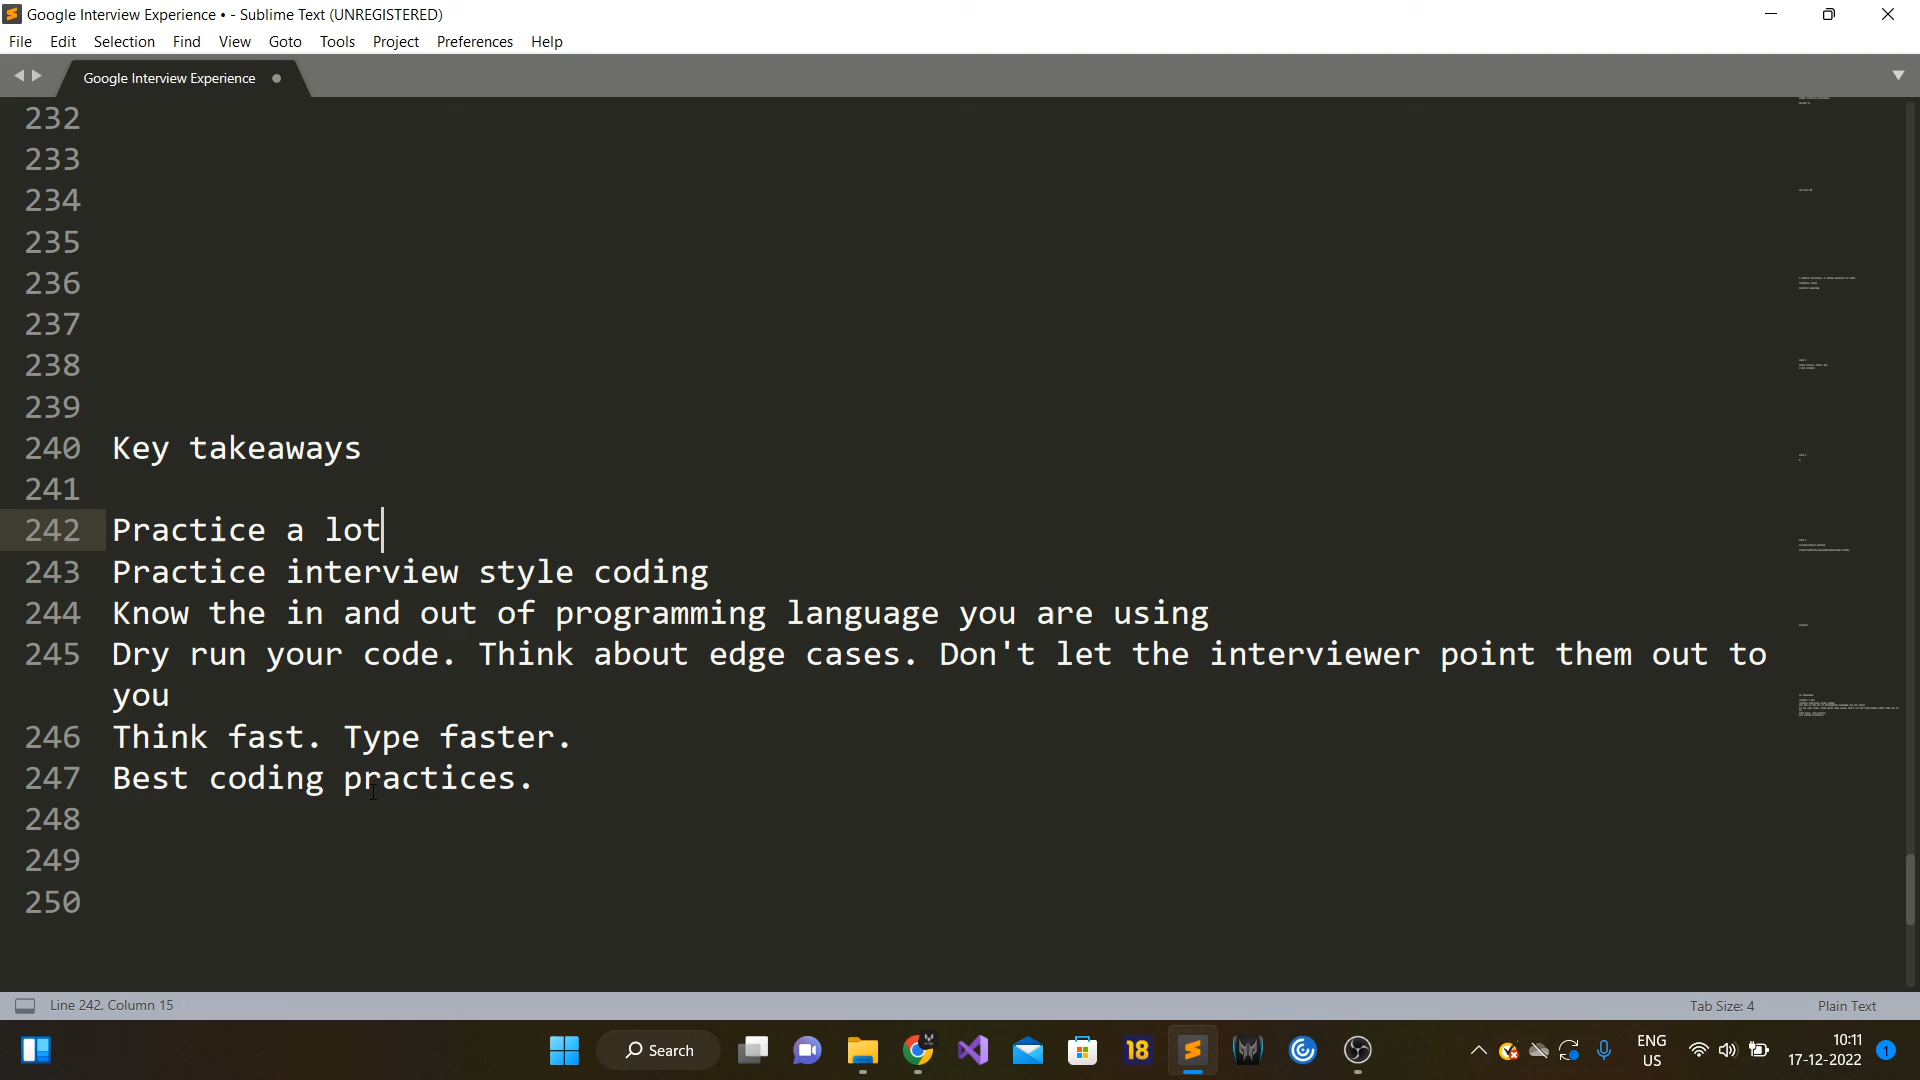 Google Interview Experience • - Sublime Text (UNREGISTERED)
File Edit Selection Find View Goto Tools Project Preferences Help
Google Interview Experience
232
233
234
235
236
237
238
239
240 Key takeaways
241
242 Practice a lot
243 Practice interview style coding
244 Know the in and out of programming language you are using
245 Dry run your code. Think about edge cases. Don't let the interviewer point them out to
you
246 Think fast. Type faster.
247 Best coding practices.
248
249
250
Line 242, Column 15 Tab Size: 4 Plain Text
Search 18 ENG 10:11
US 17-12-2022 1